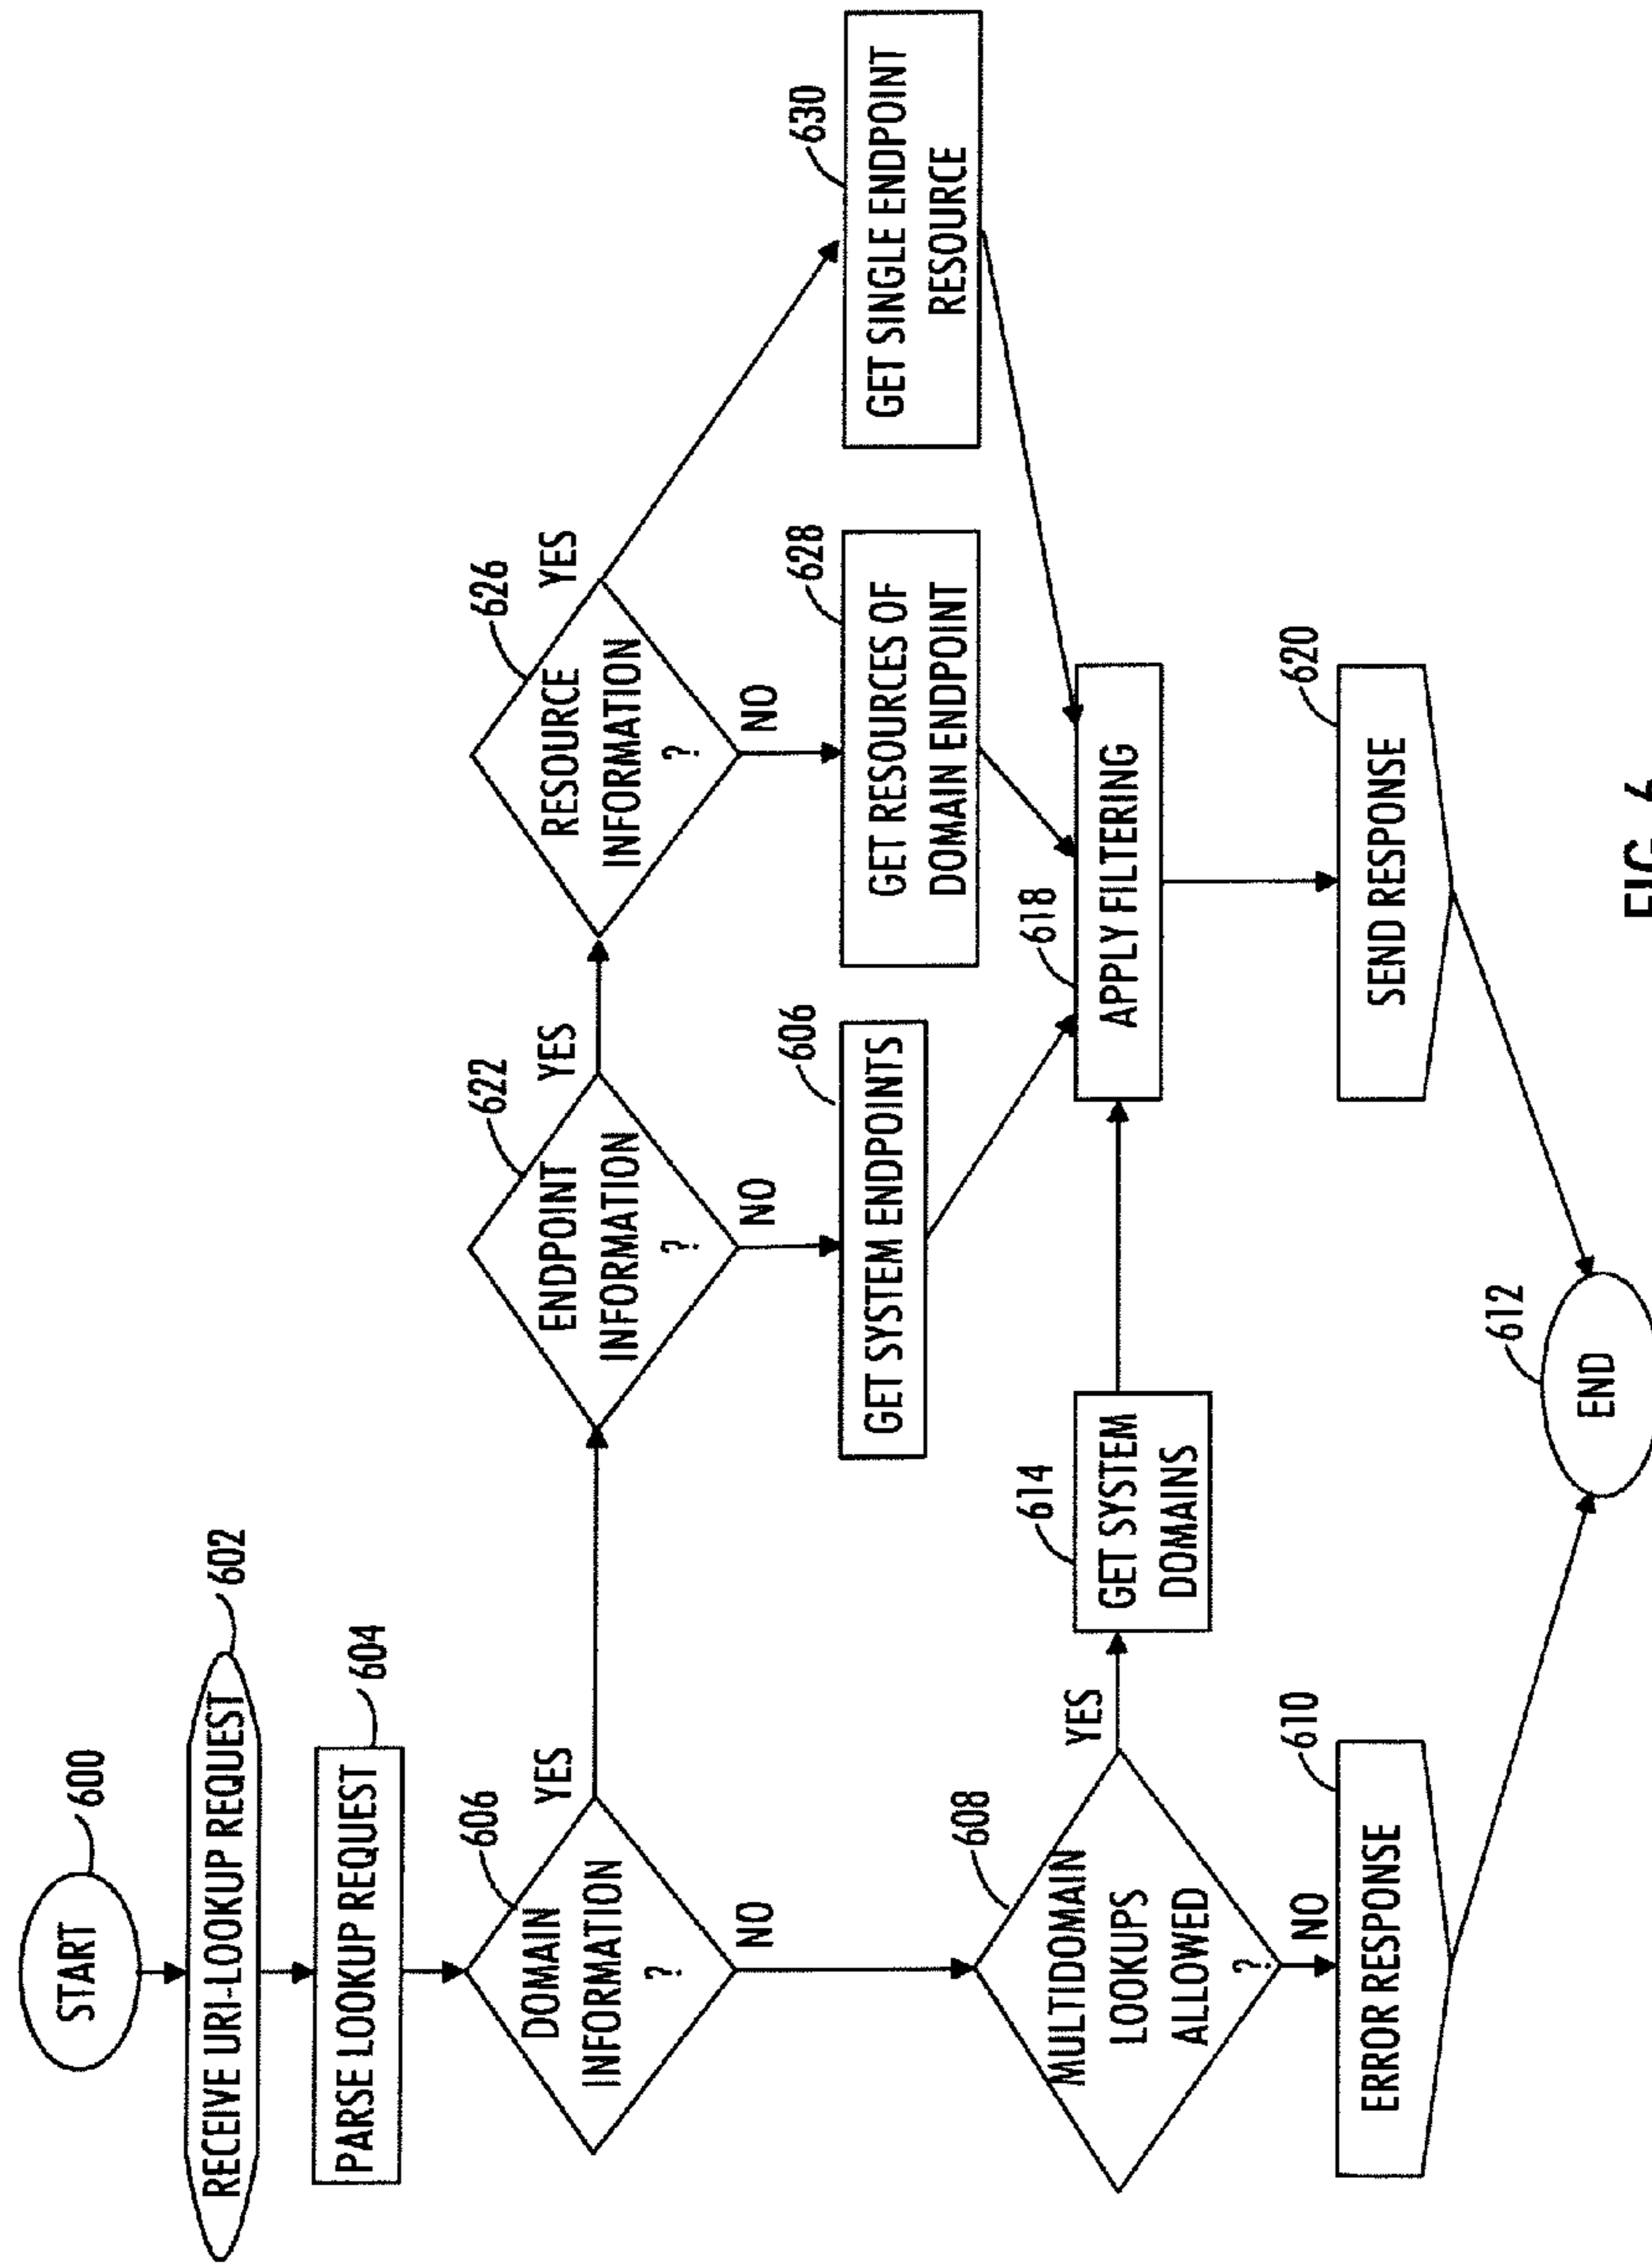 START
600
RECEIVE URI-LOOKUP REQUEST
602
PARSE LOOKUP REQUEST
604
DOMAIN
INFORMATION
?
606
YES
NO
ENDPOINT
INFORMATION
?
622
YES
NO
RESOURCE
INFORMATION
?
626
YES
NO
GET SYSTEM ENDPOINTS
606
GET RESOURCES OF
DOMAIN ENDPOINT
628
GET SINGLE ENDPOINT
RESOURCE
630
MULTIDOMAIN
LOOKUPS
ALLOWED
?
608
YES
NO
GET SYSTEM
DOMAINS
614
APPLY FILTERING
618
ERROR RESPONSE
610
SEND RESPONSE
620
END
612
FIG.